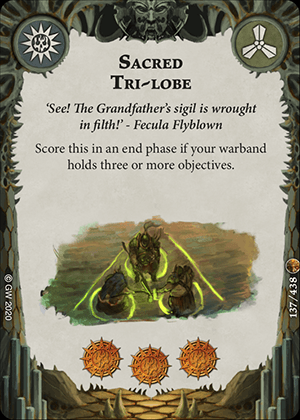 Sacred
Tri-lobe
‘See! The Grandfather’s sigil is wrought
in filth!’ - Fecula Flyblown
Score this in an end phase if your warband
holds three or more objectives.
© GW 2020
137/438